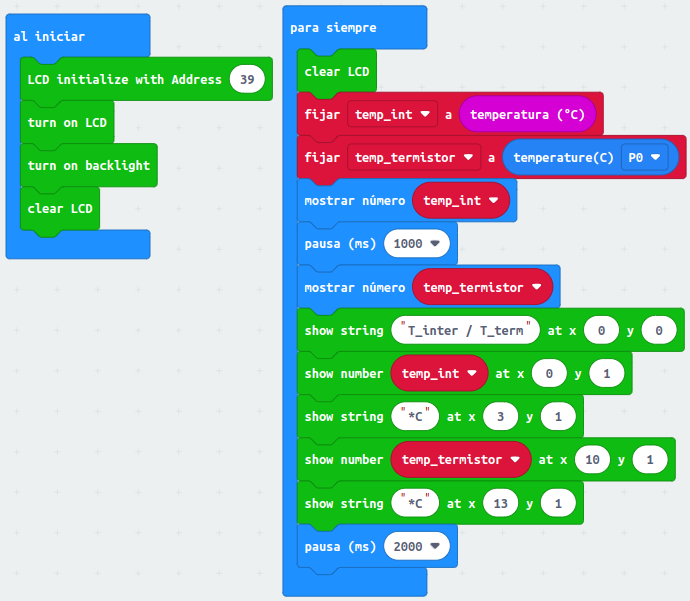 al iniciar
LCD initialize with Address 39
turn on LCD
turn on backlight
clear LCD
para siempre
clear LCD
fijar temp_int a temperatura (°C)
fijar temp_termistor a temperature(C) P0
mostrar número temp_int
pausa (ms) 1000
mostrar número temp_termistor
show string "T_inter / T_term" at x 0 y 0
show number temp_int at x 0 y 1
show string "*C" at x 3 y 1
show number temp_termistor at x 10 y 1
show string "*C" at x 13 y 1
pausa (ms) 2000